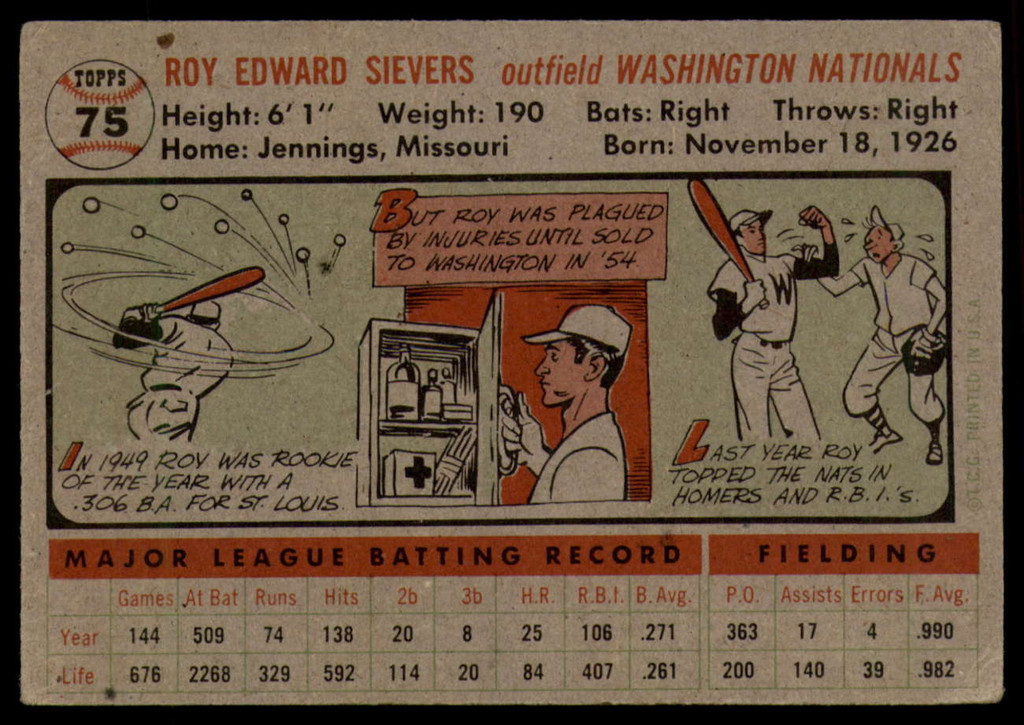 TOPPS
75
ROY EDWARD SIEVERS outfield WASHINGTON NATIONALS
Height: 6' 1" Weight: 190 Bats: Right Throws: Right
Home: Jennings, Missouri Born: November 18, 1926
IN 1949 ROY WAS ROOKIE
OF THE YEAR WITH A
.306 B.A. FOR ST. LOUIS.
BUT ROY WAS PLAGUED
BY INJURIES UNTIL SOLD
TO WASHINGTON IN '54
W
LAST YEAR ROY
TOPPED THE NATS IN
HOMERS AND R.B.I.'s.
©T.C.G. PRINTED IN U.S.A.
MAJOR LEAGUE BATTING RECORD FIELDING
Games At Bat Runs Hits 2b 3b H.R. R.B.I. B. Avg. P.O. Assists Errors F. Avg.
Year 144 509 74 138 20 8 25 106 .271 363 17 4 .990
Life 676 2268 329 592 114 20 84 407 .261 200 140 39 .982